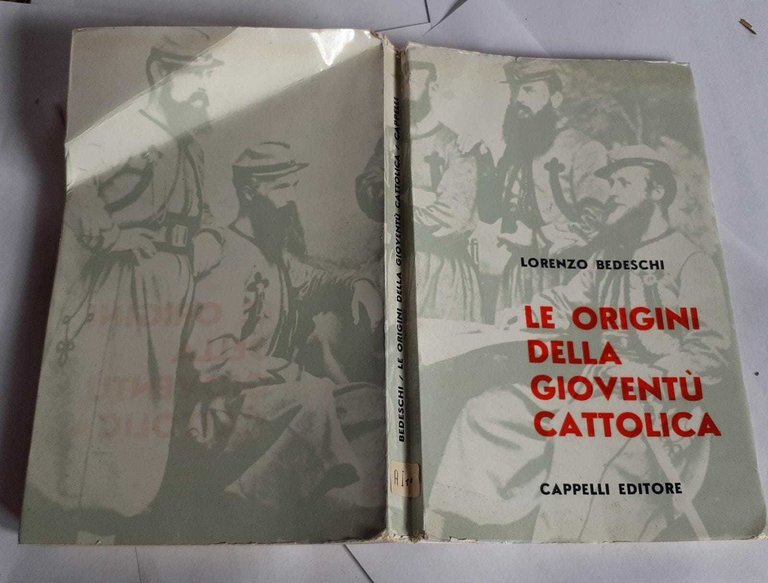 LORENZO BEDESCHI
LE ORIGINI
DELLA
GIOVENTÙ
CATTOLICA
CAPPELLI EDITORE
BEDESCHI / LE ORIGINI DELLA GIOVENTÙ CATTOLICA / CAPPELLI